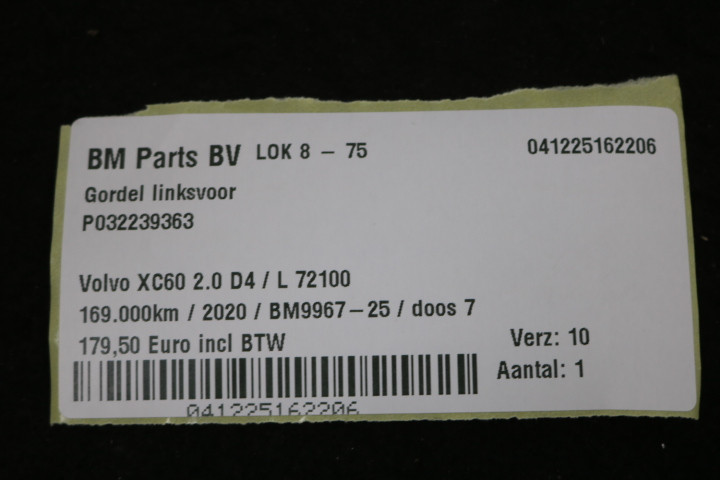 BM Parts BV LOK 8 - 75 041225162206
Gordel linksvoor
P032239363
Volvo XC60 2.0 D4 / L 72100
169.000km / 2020 / BM9967-25 / doos 7
179,50 Euro incl BTW Verz: 10
Aantal: 1
041225162206